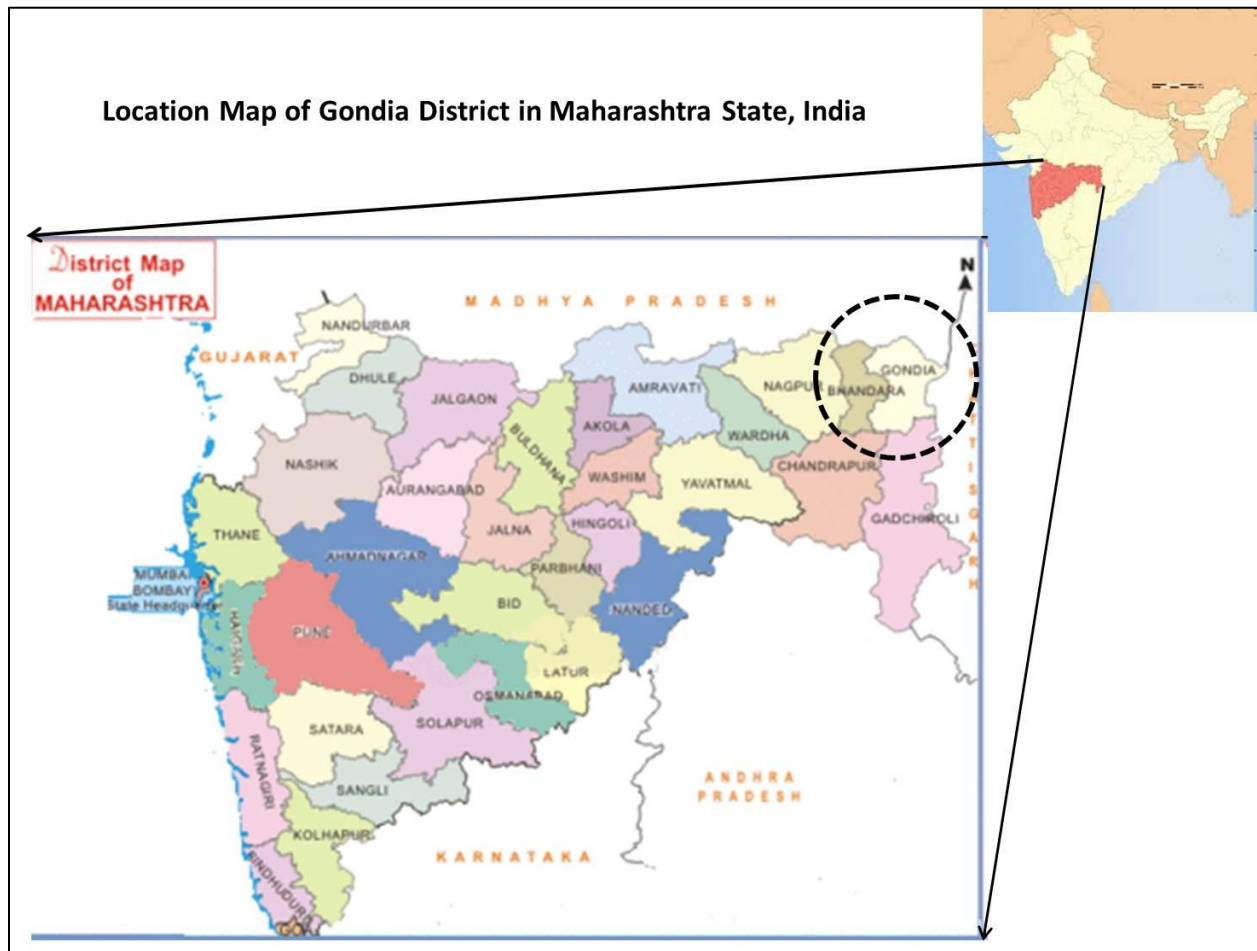 Location Map of Gondia District in Maharashtra State, India
District Map
of
MAHARASHTRA
N
MADHYA PRADESH
GUJARAT
NANDURBAR
DHULE
JALGAON
AMRAVATI
NAGPUR
BHANDARA
GONDIA
BULDHANA
AKOLA
WARDHA
NASHIK
AURANGABAD
WASHIM
YAVATMAL
CHANDRAPUR
JALNA
HINGOLI
GADCHIROLI
THANE
AHMADNAGAR
PARBHANI
MUMBAI
BOMBAY
State
BID
NANDED
PUNE
LATUR
OSMANABAD
SATARA
SOLAPUR
RATNAGIRI
SANGLI
ANDHRA
PRADESH
KOLHAPUR
KARNATAKA